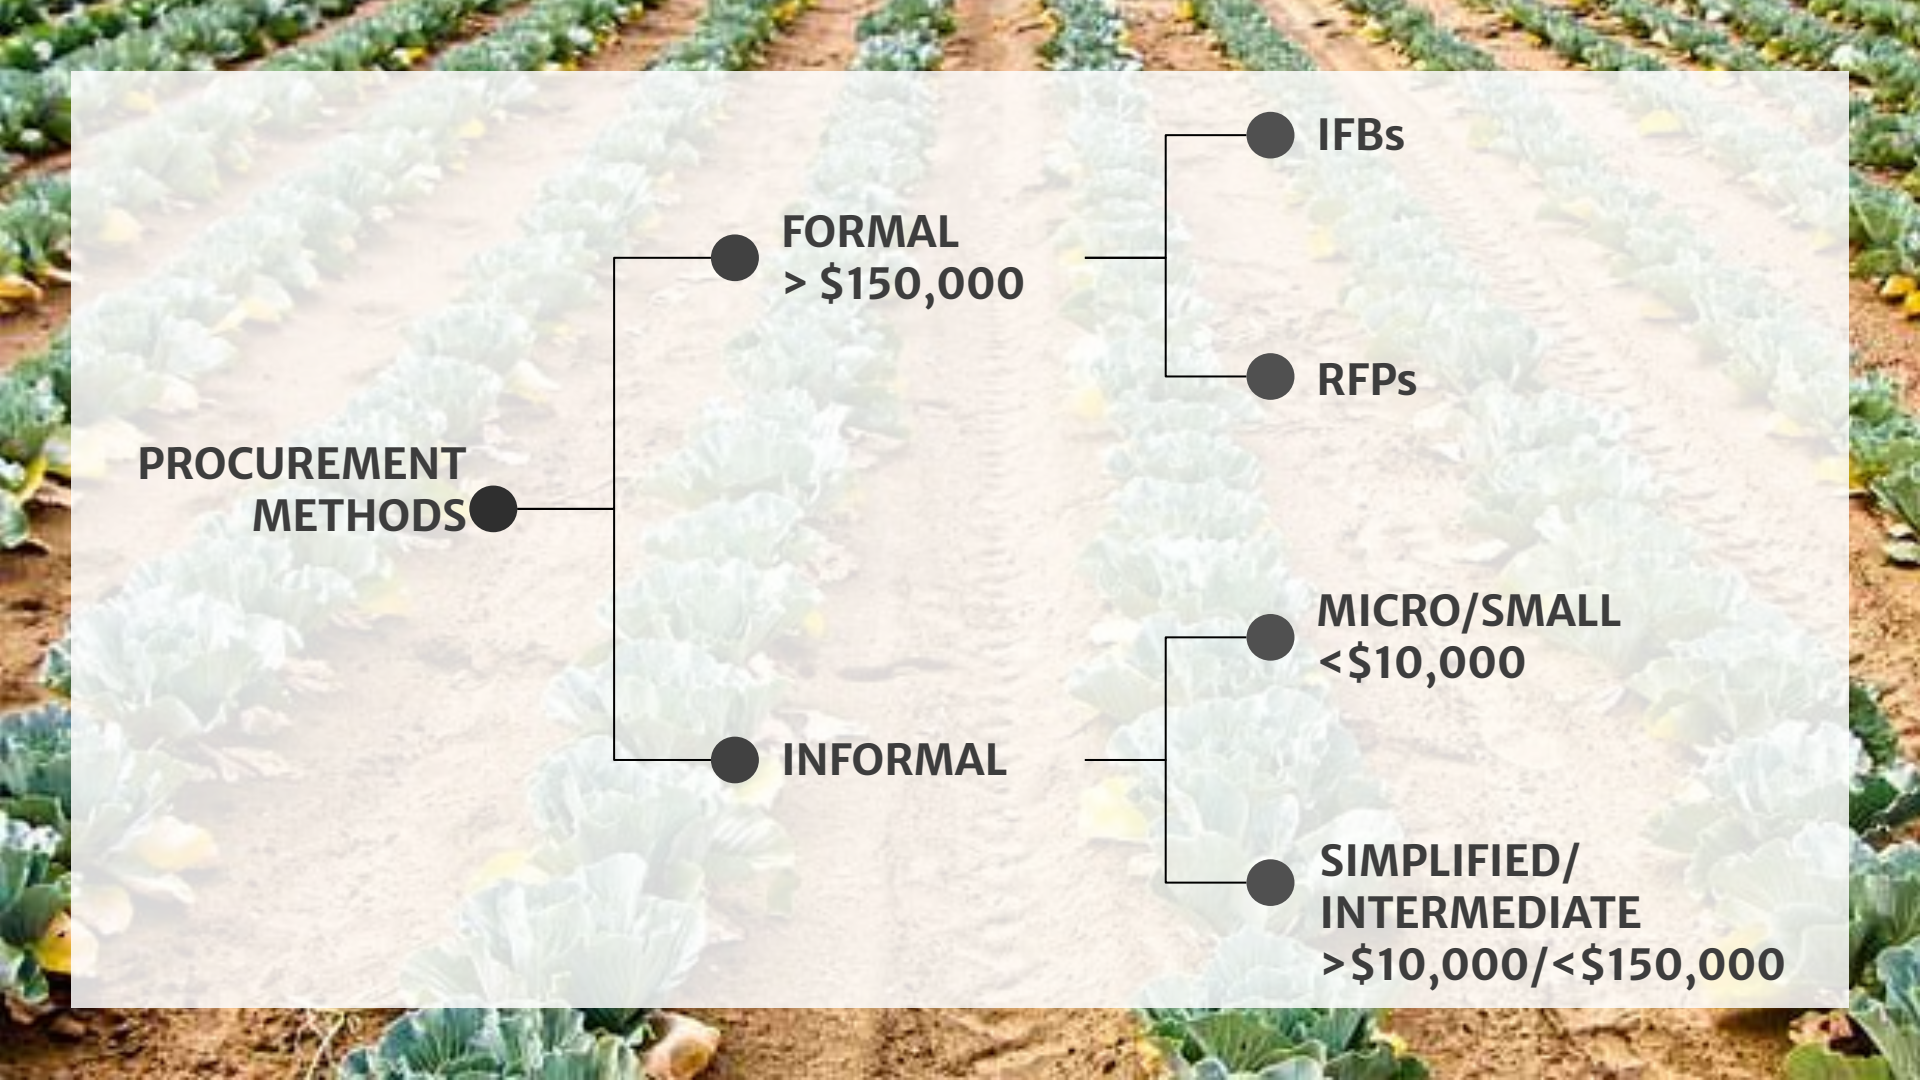 PROCUREMENT
METHODS
FORMAL
> $150,000
IFBs
RFPs
INFORMAL
MICRO/SMALL
<$10,000
SIMPLIFIED/
INTERMEDIATE
>$10,000/<$150,000